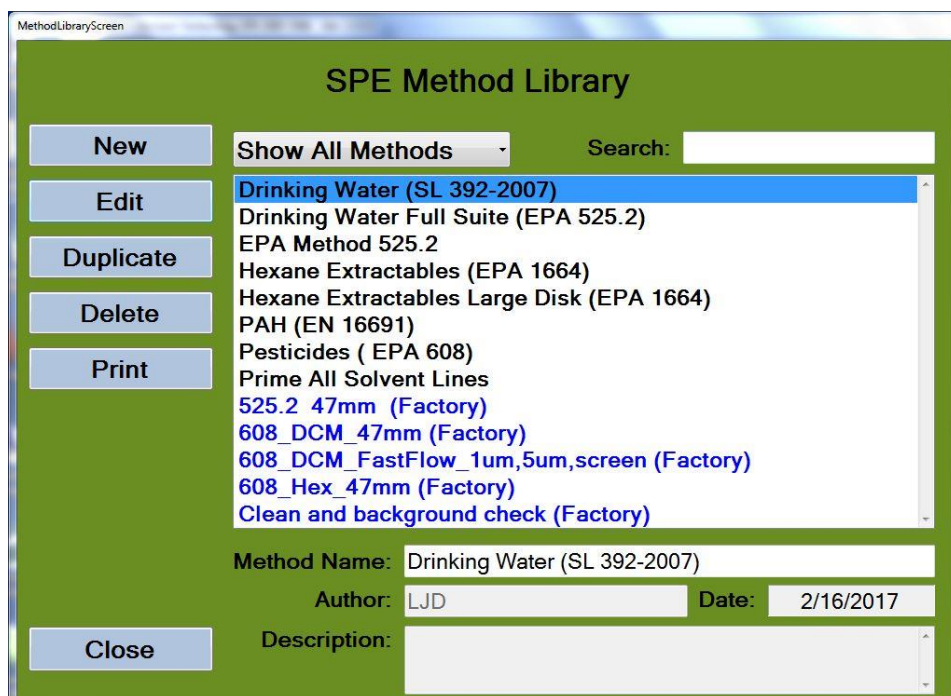 MethodLibraryScreen
SPE Method Library
New
Edit
Duplicate
Delete
Print
Close
Show All Methods
Search:
Drinking Water (SL 392-2007)
Drinking Water Full Suite (EPA 525.2)
EPA Method 525.2
Hexane Extractables (EPA 1664)
Hexane Extractables Large Disk (EPA 1664)
PAH (EN 16691)
Pesticides ( EPA 608)
Prime All Solvent Lines
525.2 47mm (Factory)
608_DCM_47mm (Factory)
608_DCM_FastFlow_1um,5um,screen (Factory)
608_Hex_47mm (Factory)
Clean and background check (Factory)
Method Name: Drinking Water (SL 392-2007)
Author: LJD Date: 2/16/2017
Description: